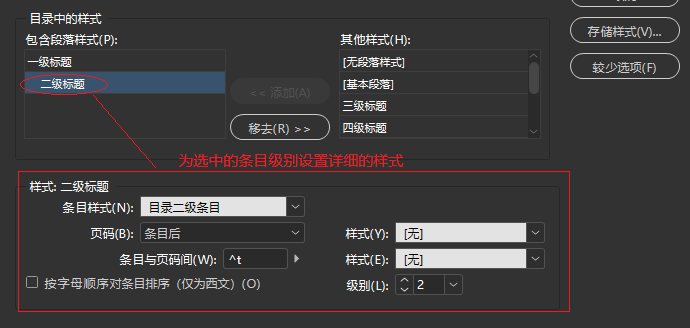 目录中的样式
包含段落样式(P):
一级标题
二级标题
<< 添加(A)
移去(R) >>
其他样式(H):
[无段落样式]
[基本段落]
三级标题
四级标题
存储样式(V)...
较少选项(F)
为选中的条目级别设置详细的样式
样式: 二级标题
条目样式(N): 目录二级条目
页码(B): 条目后 样式(Y): [无]
条目与页码间(W): ^t 样式(E): [无]
按字母顺序对条目排序（仅为西文）(O) 级别(L): 2